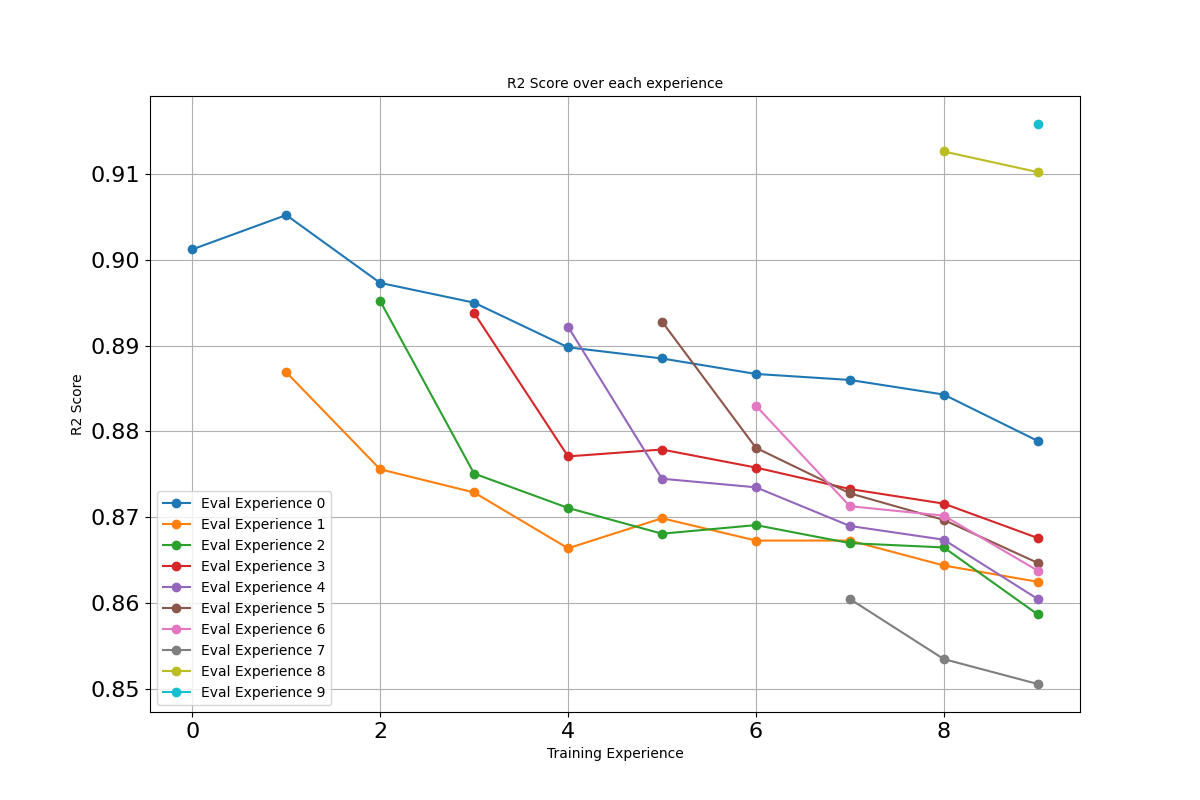 R2 Score over each experience
R2 Score
0.91
0.90
0.89
0.88
0.87
0.86
0.85
Eval Experience 0
Eval Experience 1
Eval Experience 2
Eval Experience 3
Eval Experience 4
Eval Experience 5
Eval Experience 6
Eval Experience 7
Eval Experience 8
Eval Experience 9
0 2 4 6 8
Training Experience